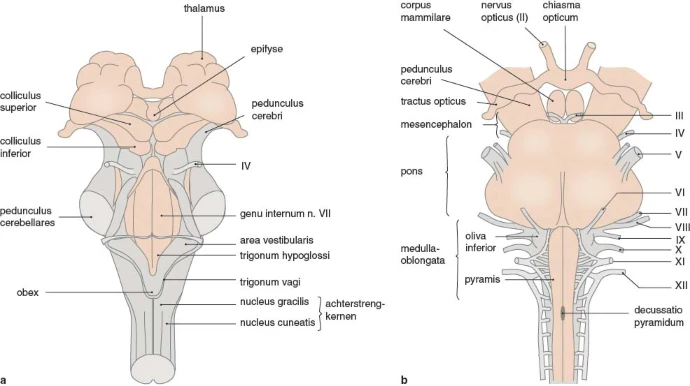 thalamus
epifyse
colliculus
superior
pedunculus
cerebri
colliculus
inferior
IV
pedunculus
cerebellares
genu internum n. VII
area vestibularis
trigonum hypoglossi
trigonum vagi
obex
nucleus gracilis
nucleus cuneatis
achterstreng-
kernen
a
corpus
mammilare
nervus
opticus (II)
chiasma
opticum
pedunculus
cerebri
tractus opticus
mesencephalon
III
IV
V
pons
VI
VII
VIII
oliva
inferior
IX
X
medulla-
oblongata
XI
pyramis
XII
decussatio
pyramidum
b